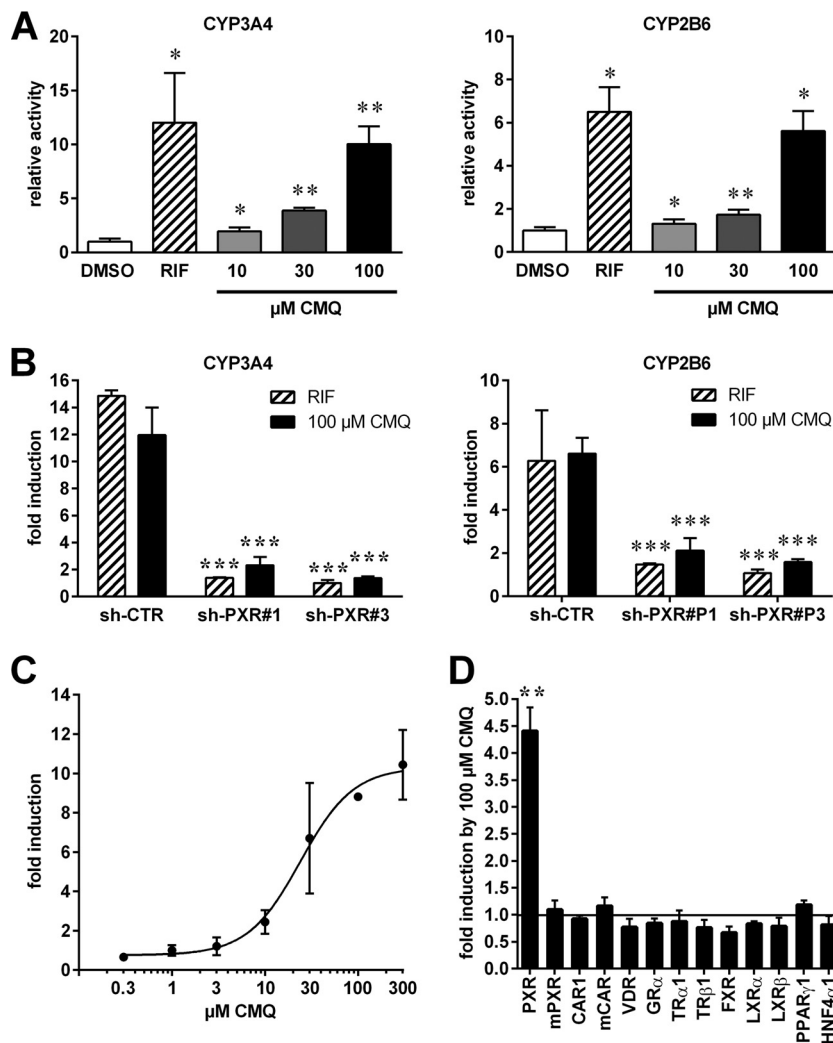 A
CYP3A4
relative activity
20
15
10
5
0
*
*
**
**
DMSO RIF 10 30 100
µM CMQ
CYP2B6
relative activity
10
8
6
4
2
0
*
*
**
*
DMSO RIF 10 30 100
µM CMQ
B
CYP3A4
fold induction
16
14
12
10
8
6
4
2
0
RIF
100 µM CMQ
*** *** *** ***
sh-CTR sh-PXR#1 sh-PXR#3
CYP2B6
fold induction
10
8
6
4
2
0
RIF
100 µM CMQ
*** *** *** ***
sh-CTR sh-PXR#P1 sh-PXR#P3
C
fold induction
14
12
10
8
6
4
2
0
0.3 1 3 10 30 100 300
µM CMQ
D
fold induction by 100 µM CMQ
5.0
4.5
4.0
3.5
3.0
2.5
2.0
1.5
1.0
0.5
0.0
**
PXR
mPXR
CAR1
mCAR
VDR
GRα
TRα1
TRβ1
FXR
LXRα
LXRβ
PPARγ1
HNF4α1